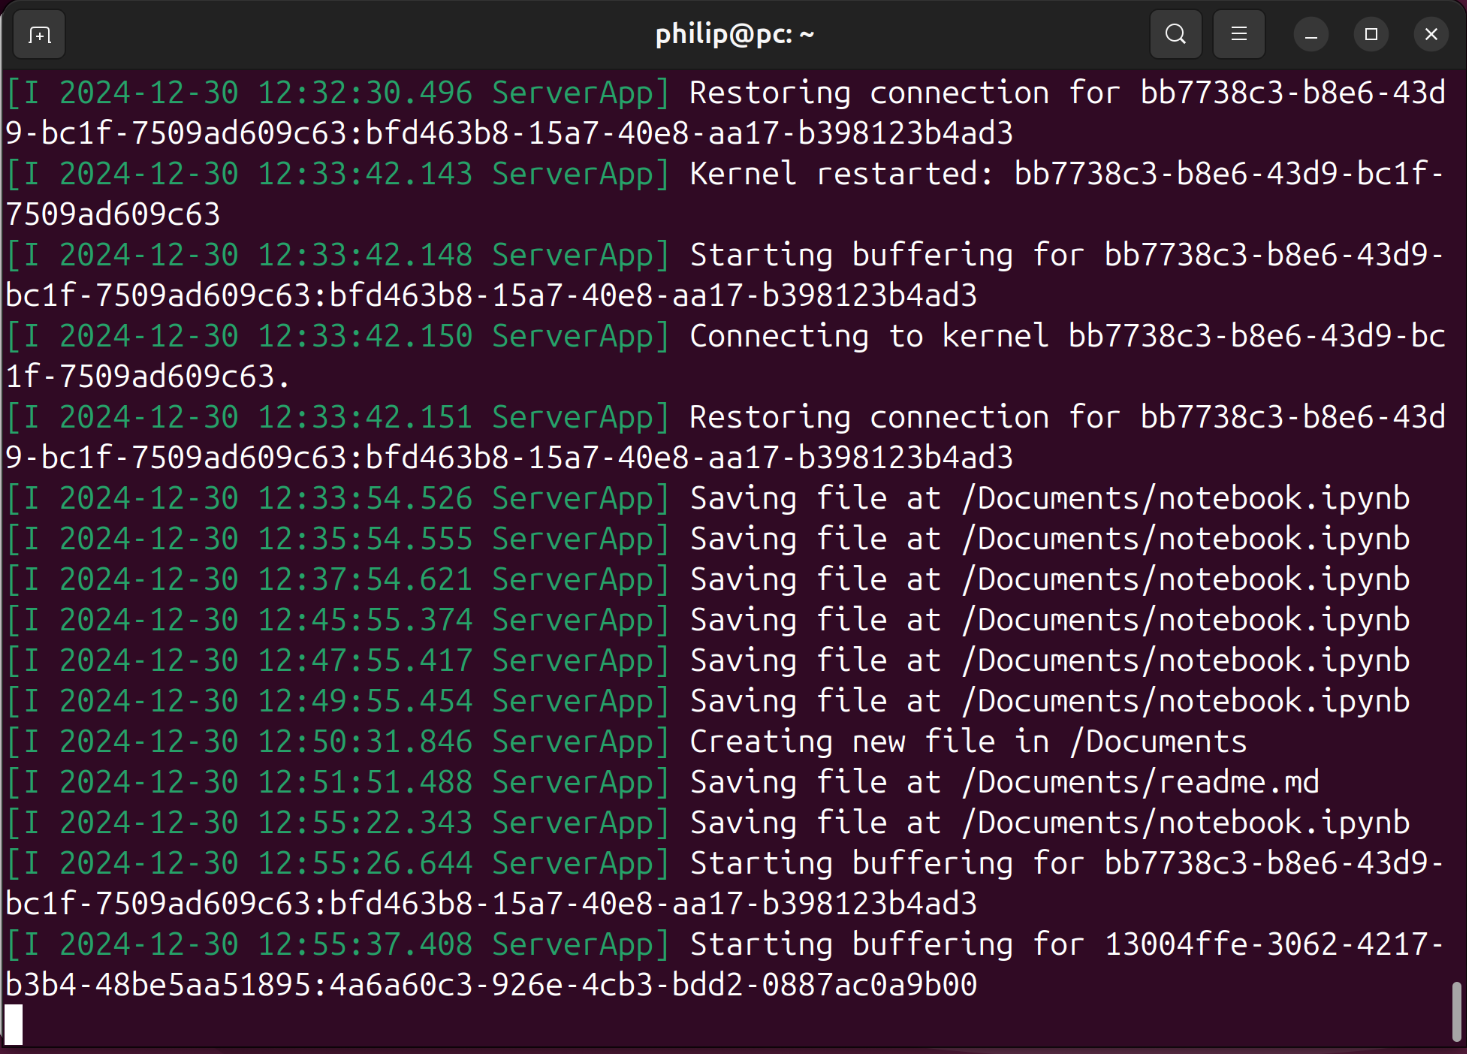 philip@pc: ~
[I 2024-12-30 12:32:30.496 ServerApp] Restoring connection for bb7738c3-b8e6-43d
9-bc1f-7509ad609c63:bfd463b8-15a7-40e8-aa17-b398123b4ad3
[I 2024-12-30 12:33:42.143 ServerApp] Kernel restarted: bb7738c3-b8e6-43d9-bc1f-
7509ad609c63
[I 2024-12-30 12:33:42.148 ServerApp] Starting buffering for bb7738c3-b8e6-43d9-
bc1f-7509ad609c63:bfd463b8-15a7-40e8-aa17-b398123b4ad3
[I 2024-12-30 12:33:42.150 ServerApp] Connecting to kernel bb7738c3-b8e6-43d9-bc
1f-7509ad609c63.
[I 2024-12-30 12:33:42.151 ServerApp] Restoring connection for bb7738c3-b8e6-43d
9-bc1f-7509ad609c63:bfd463b8-15a7-40e8-aa17-b398123b4ad3
[I 2024-12-30 12:33:54.526 ServerApp] Saving file at /Documents/notebook.ipynb
[I 2024-12-30 12:35:54.555 ServerApp] Saving file at /Documents/notebook.ipynb
[I 2024-12-30 12:37:54.621 ServerApp] Saving file at /Documents/notebook.ipynb
[I 2024-12-30 12:45:55.374 ServerApp] Saving file at /Documents/notebook.ipynb
[I 2024-12-30 12:47:55.417 ServerApp] Saving file at /Documents/notebook.ipynb
[I 2024-12-30 12:49:55.454 ServerApp] Saving file at /Documents/notebook.ipynb
[I 2024-12-30 12:50:31.846 ServerApp] Creating new file in /Documents
[I 2024-12-30 12:51:51.488 ServerApp] Saving file at /Documents/readme.md
[I 2024-12-30 12:55:22.343 ServerApp] Saving file at /Documents/notebook.ipynb
[I 2024-12-30 12:55:26.644 ServerApp] Starting buffering for bb7738c3-b8e6-43d9-
bc1f-7509ad609c63:bfd463b8-15a7-40e8-aa17-b398123b4ad3
[I 2024-12-30 12:55:37.408 ServerApp] Starting buffering for 13004ffe-3062-4217-
b3b4-48be5aa51895:4a6a60c3-926e-4cb3-bdd2-0887ac0a9b00